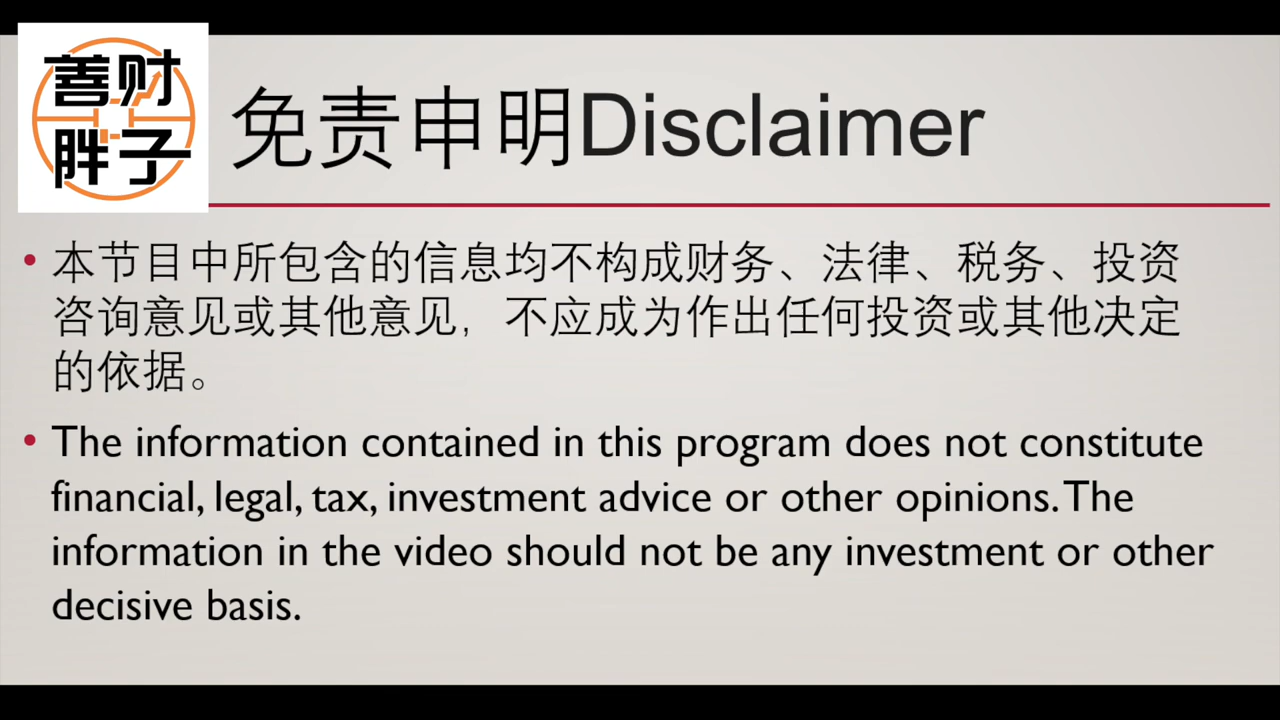 善财
胖子
免责申明Disclaimer
• 本节目中所包含的信息均不构成财务、法律、税务、投资
咨询意见或其他意见，不应成为作出任何投资或其他决定
的依据。
• The information contained in this program does not constitute
financial, legal, tax, investment advice or other opinions. The
information in the video should not be any investment or other
decisive basis.